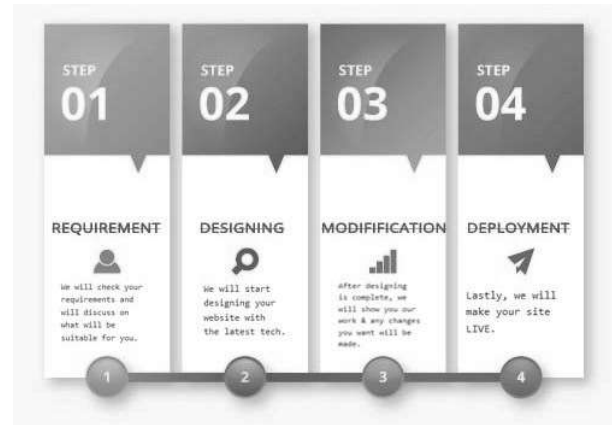 STEP
01
REQUIREMENT
We will check your
requirements and
will discuss on
what will be
suitable for you.
1
STEP
02
DESIGNING
We will start
designing your
website with
the latest tech.
2
STEP
03
MODIFIFICATION
After designing
is complete, we
will show you our
work & any changes
you want will be
made.
3
STEP
04
DEPLOYMENT
Lastly, we will
make your site
LIVE.
4